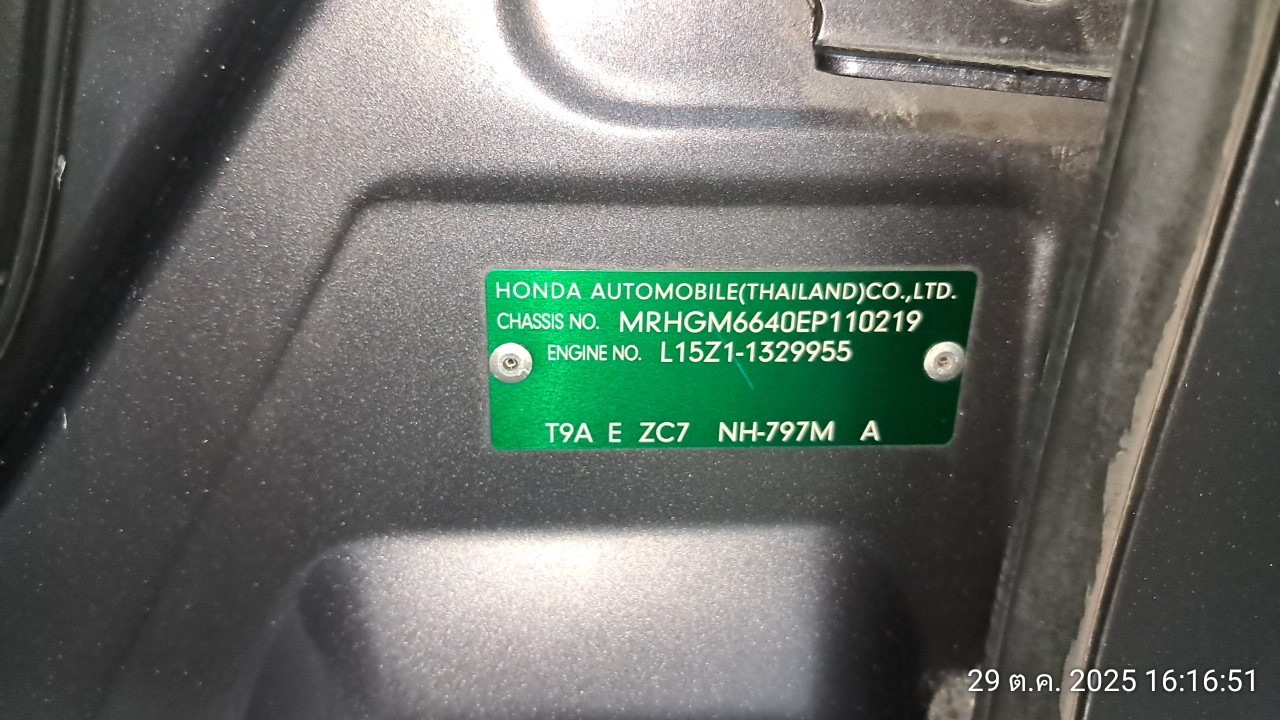 HONDA AUTOMOBILE(THAILAND)CO.,LTD.
CHASSIS NO. MRHGM6640EP110219
ENGINE NO. L15Z1-1329955
T9A E ZC7 NH-797M A
29 ต.ค. 2025 16:16:51